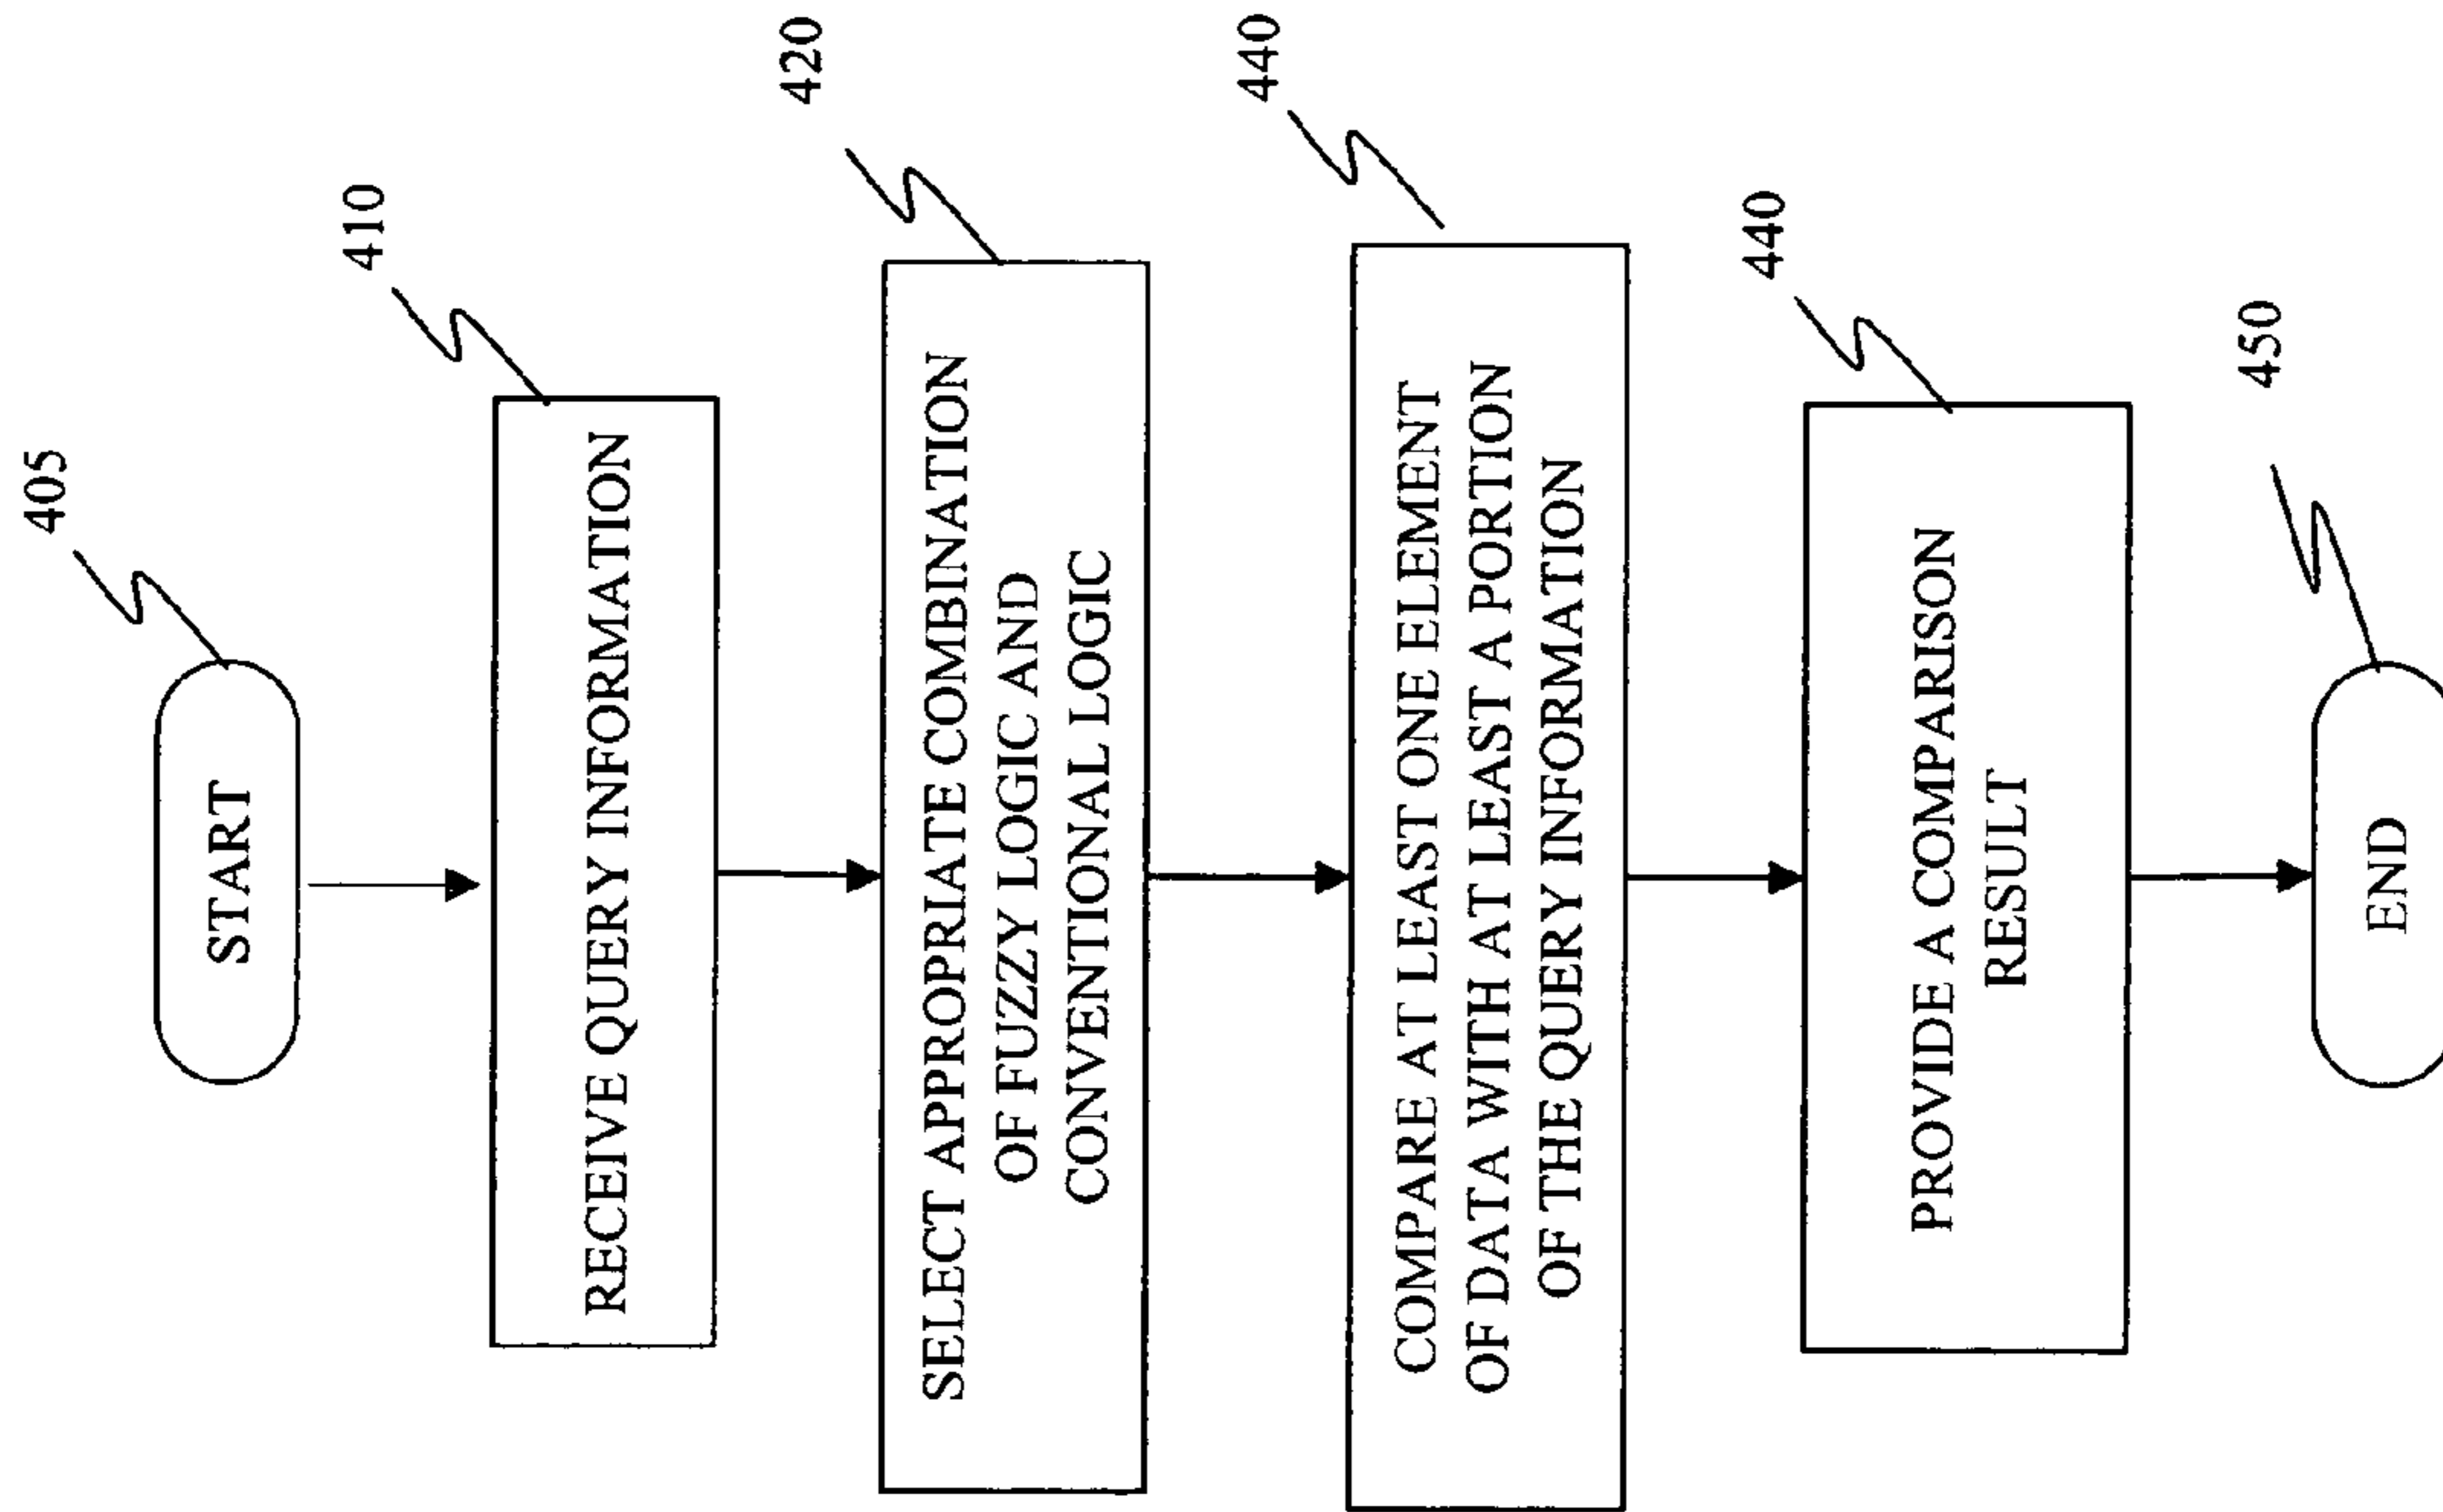 405
START
410
RECEIVE QUERY INFORMATION
420
SELECT APPROPRIATE COMBINATION
OF FUZZY LOGIC AND
CONVENTIONAL LOGIC
440
COMPARE AT LEAST ONE ELEMENT
OF DATA WITH AT LEAST A PORTION
OF THE QUERY INFORMATION
440
PROVIDE A COMPARISON
RESULT
450
END